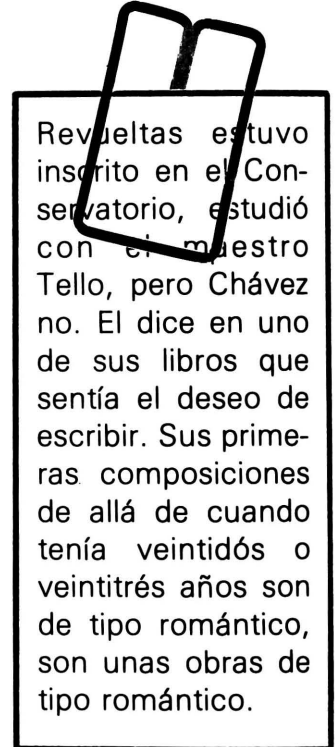 Revueltas estuvo
inscrito en el Con-
servatorio, estudió
con el maestro
Tello, pero Chávez
no. El dice en uno
de sus libros que
sentía el deseo de
escribir. Sus prime-
ras composiciones
de allá de cuando
tenía veintidós o
veintitrés años son
de tipo romántico,
son unas obras de
tipo romántico.